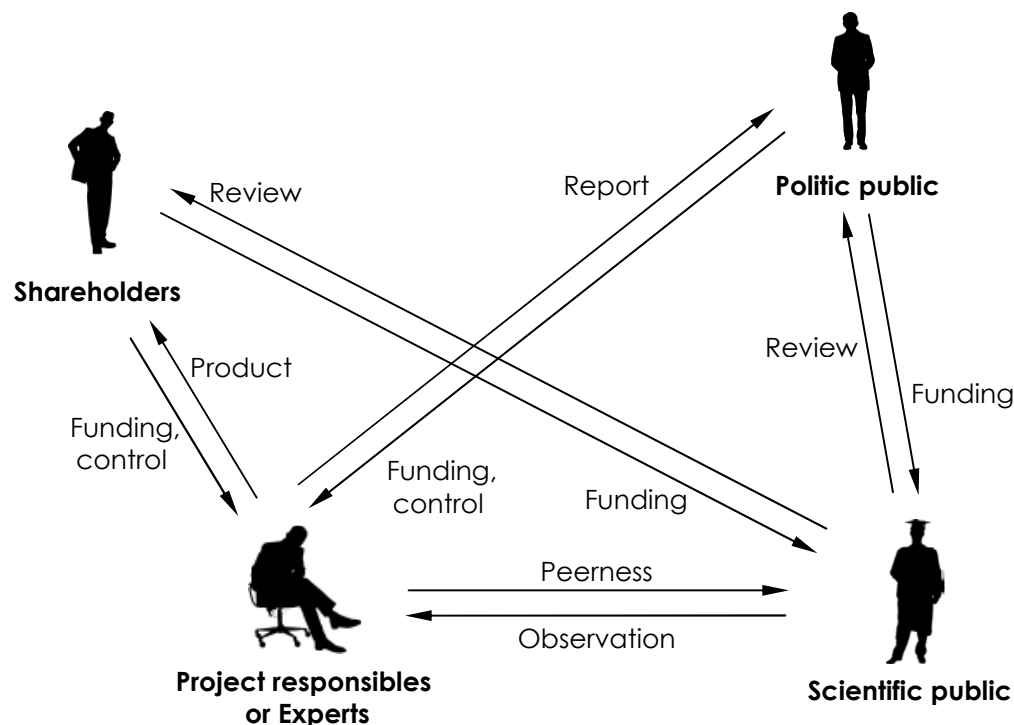 Politic public
Review
Report
Shareholders
Product
Review
Funding
Funding,
control
Funding,
control
Funding
Peerness
Observation
Project responsibles
or Experts
Scientific public